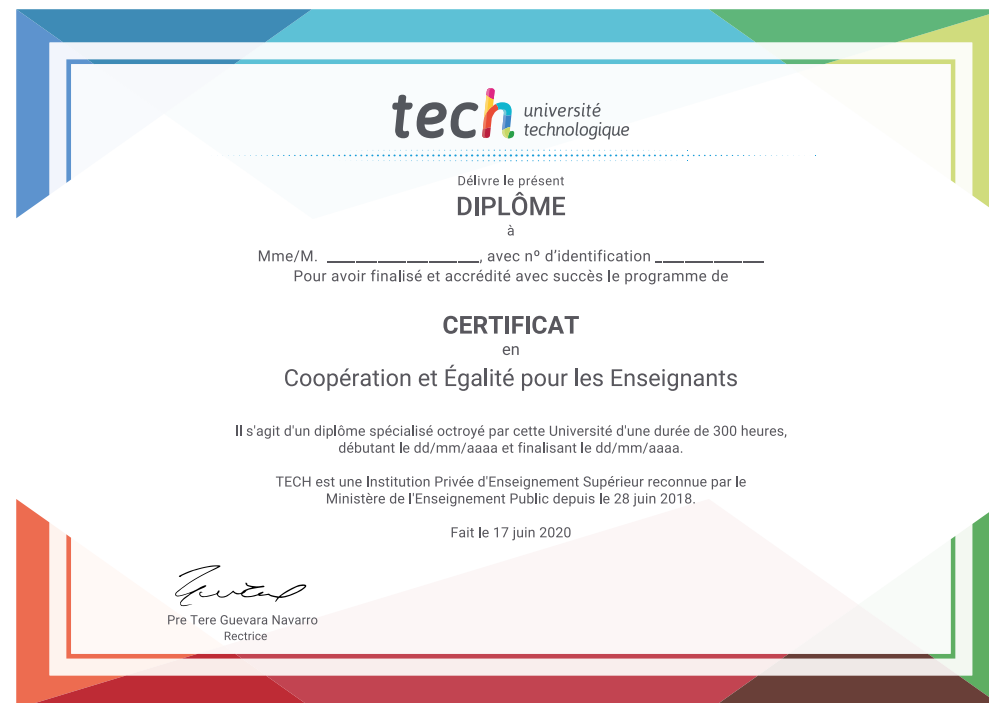 tech université
technologique
Délivre le présent
DIPLÔME
à
Mme/M. ____________________, avec nº d'identification ______________
Pour avoir finalisé et accrédité avec succès le programme de
CERTIFICAT
en
Coopération et Égalité pour les Enseignants
Il s'agit d'un diplôme spécialisé octroyé par cette Université d'une durée de 300 heures,
débutant le dd/mm/aaaa et finalisant le dd/mm/aaaa.
TECH est une Institution Privée d'Enseignement Supérieur reconnue par le
Ministère de l'Enseignement Public depuis le 28 juin 2018.
Fait le 17 juin 2020
Pre Tere Guevara Navarro
Rectrice